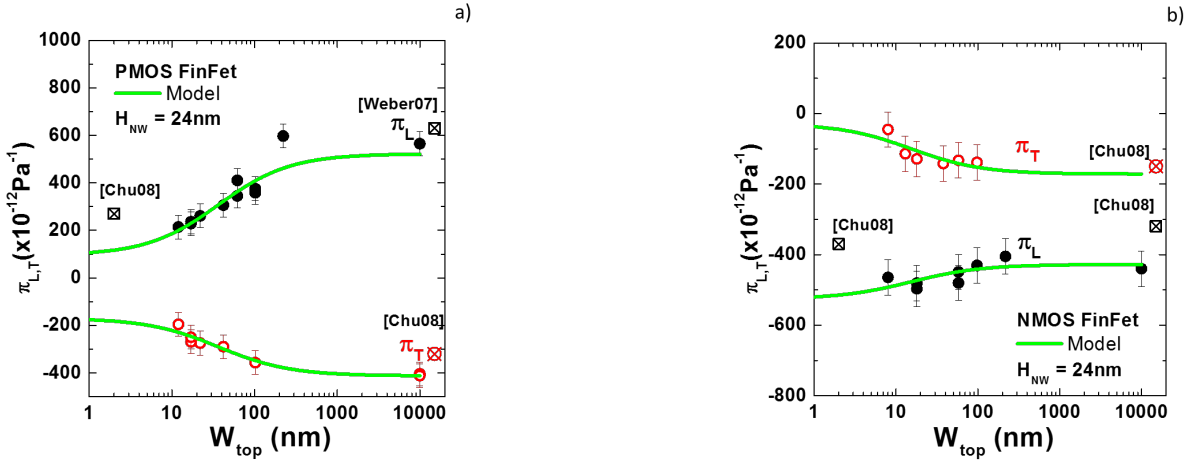 a)
1000
800
600
400
200
0
-200
-400
π_L,T(x10^-12Pa^-1)
PMOS FinFet
Model
H_NW = 24nm
[Weber07]
π_L
[Chu08]
[Chu08]
π_T
1 10 100 1000 10000
W_top (nm)
b)
200
0
-200
-400
-600
-800
π_L,T(x10^-12Pa^-1)
π_T
[Chu08]
[Chu08]
[Chu08]
π_L
NMOS FinFet
Model
H_NW = 24nm
1 10 100 1000 10000
W_top (nm)